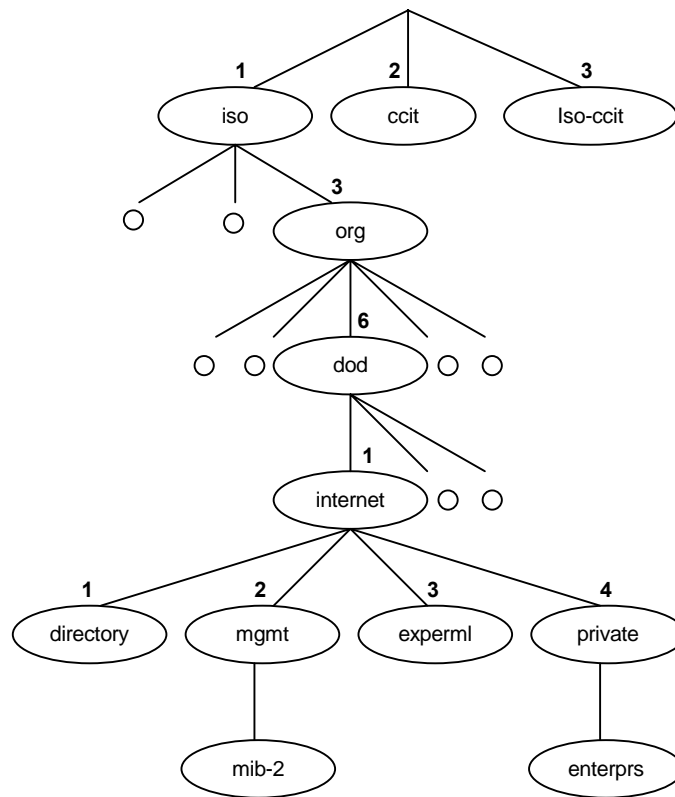 1 2 3
iso ccit Iso-ccit
3
org
6
dod
1
internet
1 2 3 4
directory mgmt experml private
mib-2 enterprs